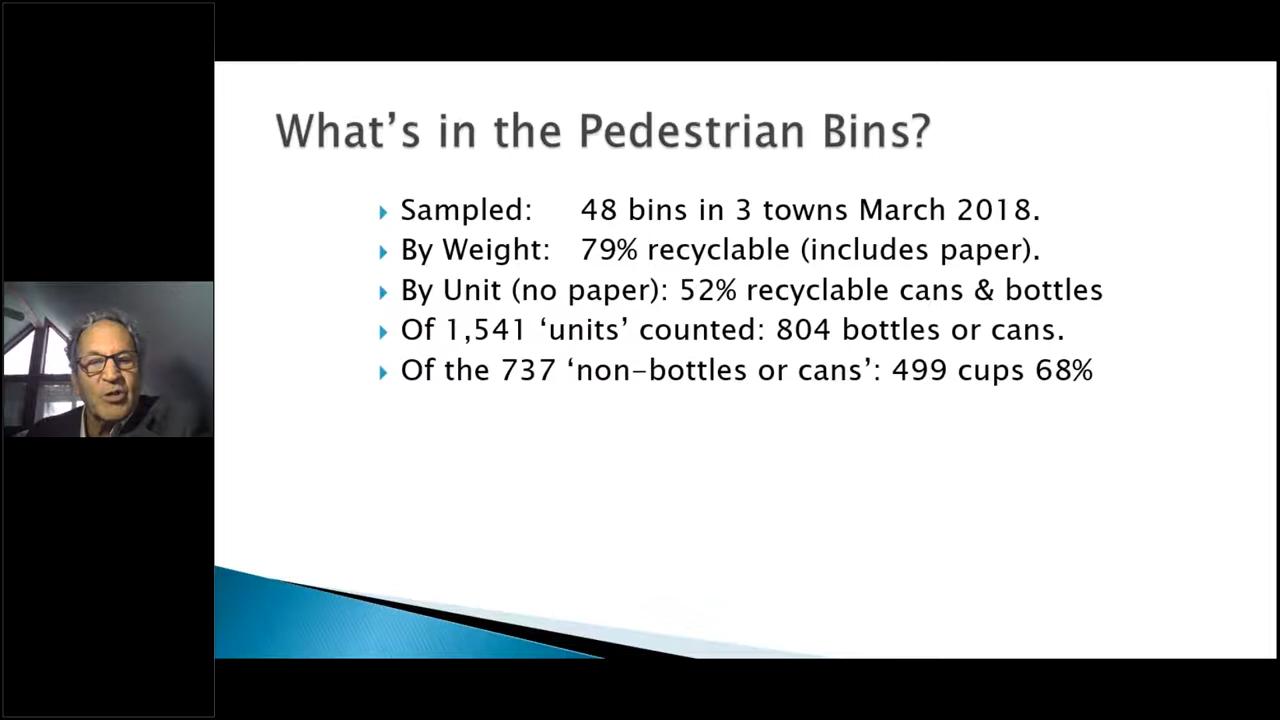 What’s in the Pedestrian Bins?
Sampled: 48 bins in 3 towns March 2018.
By Weight: 79% recyclable (includes paper).
By Unit (no paper): 52% recyclable cans & bottles
Of 1,541 ‘units’ counted: 804 bottles or cans.
Of the 737 ‘non-bottles or cans’: 499 cups 68%